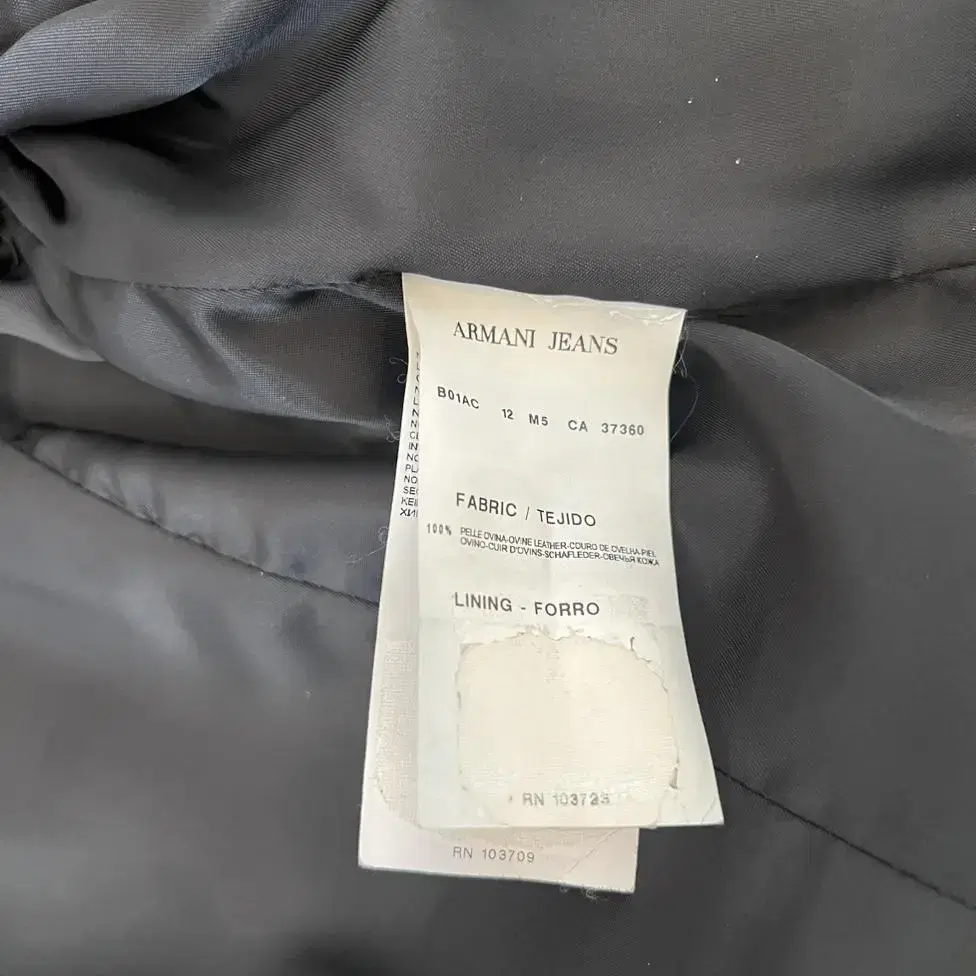 ARMANI JEANS
B01AC 12 M5 CA 37360
FABRIC / TEJIDO
100% PELLE OVINA-OVINE LEATHER-COURO DE OVELHA-PIEL
OVINO-CUIR D'OVINS-SCHAFLEDER-ОВЕЧЬЯ КОЖА
LINING - FORRO
RN 103725
RN 103709